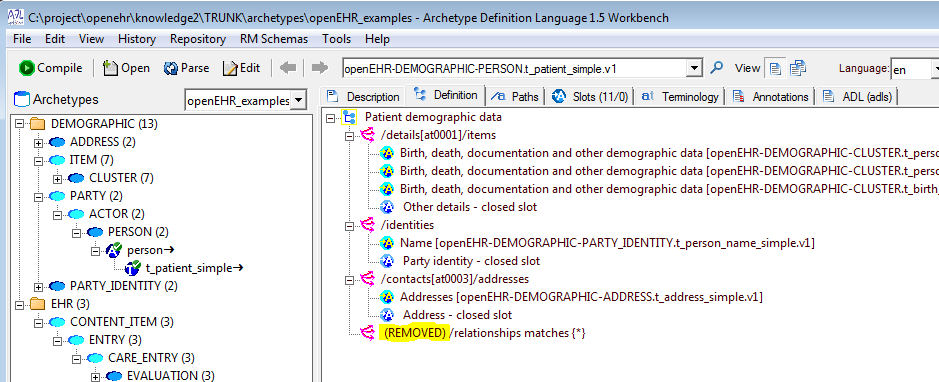 C:\project\openehr\knowledge2\TRUNK\archetypes\openEHR_examples - Archetype Definition Language 1.5 Workbench
File Edit View History Repository RM Schemas Tools Help
Compile Open Parse Edit openEHR-DEMOGRAPHIC-PERSON.t_patient_simple.v1 View Language: en
Archetypes openEHR_examples
Description Definition Paths Slots (11/0) Terminology Annotations ADL (adls)
DEMOGRAPHIC (13)
ADDRESS (2)
ITEM (7)
CLUSTER (7)
PARTY (2)
ACTOR (2)
PERSON (2)
person→
t_patient_simple→
PARTY_IDENTITY (2)
EHR (3)
CONTENT_ITEM (3)
ENTRY (3)
CARE_ENTRY (3)
EVALUATION (3)
Patient demographic data
/details[at0001]/items
Birth, death, documentation and other demographic data [openEHR-DEMOGRAPHIC-CLUSTER.t_perso
Birth, death, documentation and other demographic data [openEHR-DEMOGRAPHIC-CLUSTER.t_perso
Birth, death, documentation and other demographic data [openEHR-DEMOGRAPHIC-CLUSTER.t_birth_
Other details - closed slot
/identities
Name [openEHR-DEMOGRAPHIC-PARTY_IDENTITY.t_person_name_simple.v1]
Party identity - closed slot
/contacts[at0003]/addresses
Addresses [openEHR-DEMOGRAPHIC-ADDRESS.t_address_simple.v1]
Address - closed slot
(REMOVED) /relationships matches {*}